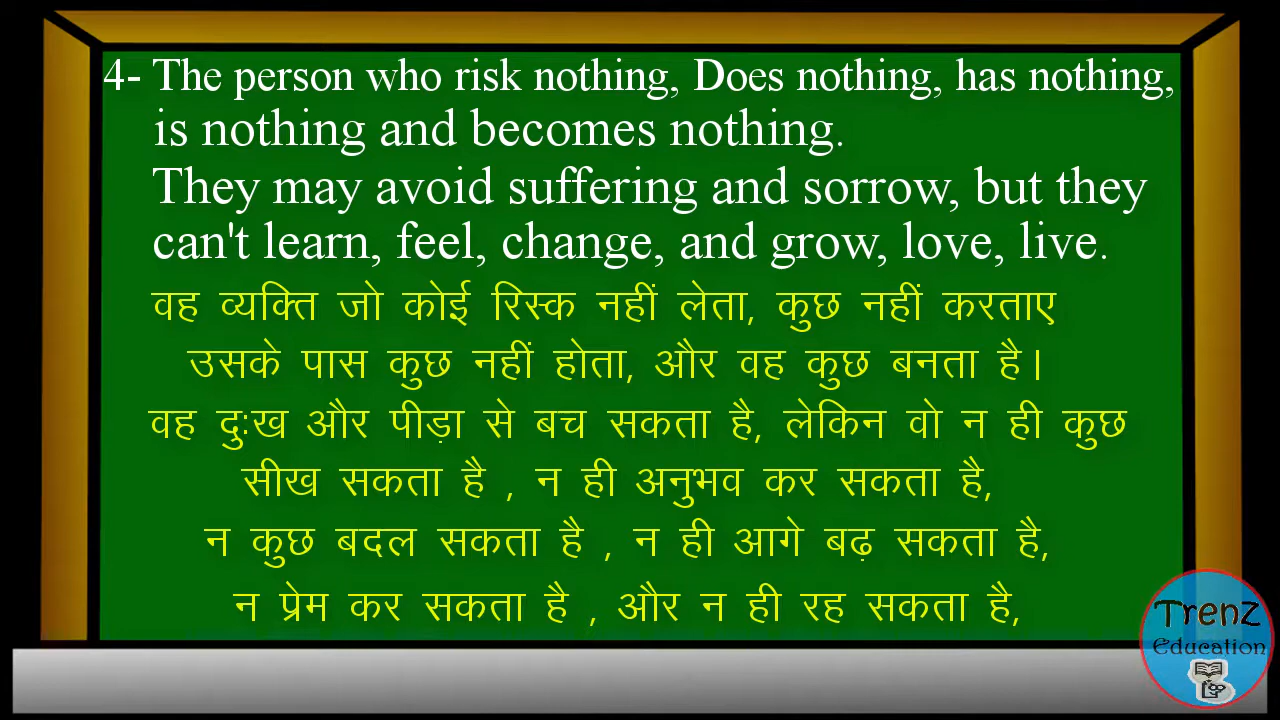 4- The person who risk nothing, Does nothing, has nothing,
is nothing and becomes nothing.
They may avoid suffering and sorrow, but they
can't learn, feel, change, and grow, love, live.
वह व्यक्ति जो कोई रिस्क नहीं लेता, कुछ नहीं करताए
उसके पास कुछ नहीं होता, और वह कुछ बनता है।
वह दुःख और पीड़ा से बच सकता है, लेकिन वो न ही कुछ
सीख सकता है , न ही अनुभव कर सकता है,
न कुछ बदल सकता है , न ही आगे बढ़ सकता है,
न प्रेम कर सकता है , और न ही रह सकता है,
Trenz
Education